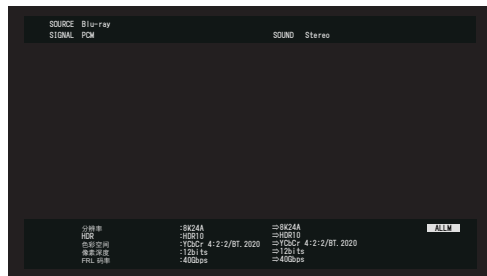 SOURCE Blu-ray
SIGNAL PCM SOUND Stereo
分辨率 :8K24A ⇒8K24A ALLM
HDR :HDR10 ⇒HDR10
色彩空间 :YCbCr 4:2:2/BT.2020 ⇒YCbCr 4:2:2/BT.2020
像素深度 :12bits ⇒12bits
FRL 码率 :40Gbps ⇒40Gbps